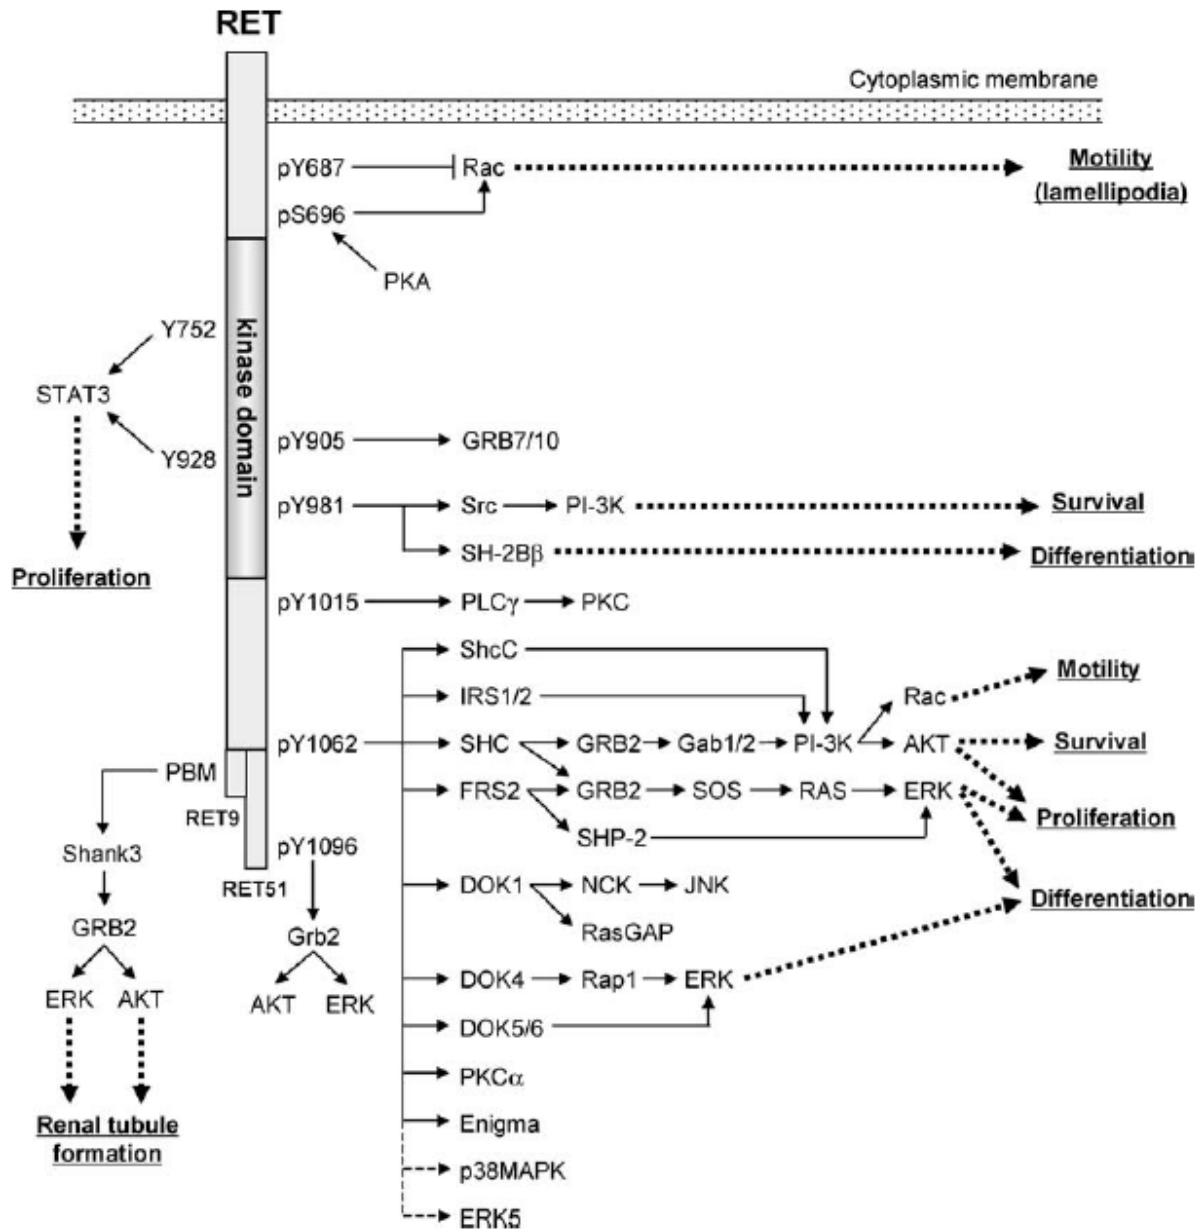 RET
Cytoplasmic membrane
pY687 Rac Motility
(lamellipodia)
pS696
PKA
Y752
kinase domain
STAT3
Y928
pY905 GRB7/10
pY981 Src PI-3K Survival
SH-2Bβ Differentiation
Proliferation
pY1015 PLCγ PKC
ShcC
IRS1/2 Rac Motility
pY1062 SHC GRB2 Gab1/2 PI-3K AKT Survival
PBM FRS2 GRB2 SOS RAS ERK
RET9 Proliferation
SHP-2
pY1096
Shank3
RET51 DOK1 NCK JNK Differentiation
GRB2 Grb2 RasGAP
ERK AKT AKT ERK DOK4 Rap1 ERK
DOK5/6
PKCα
Renal tubule
formation
Enigma
p38MAPK
ERK5